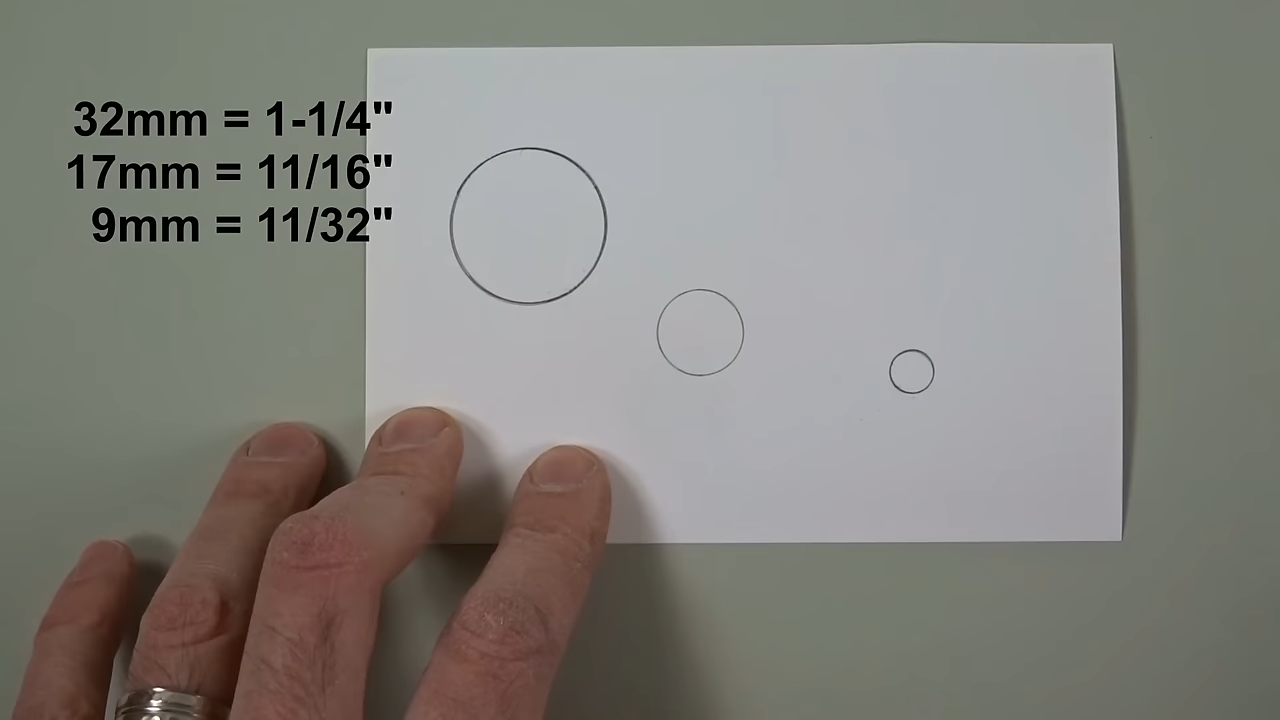 32mm = 1-1/4"
17mm = 11/16"
9mm = 11/32"